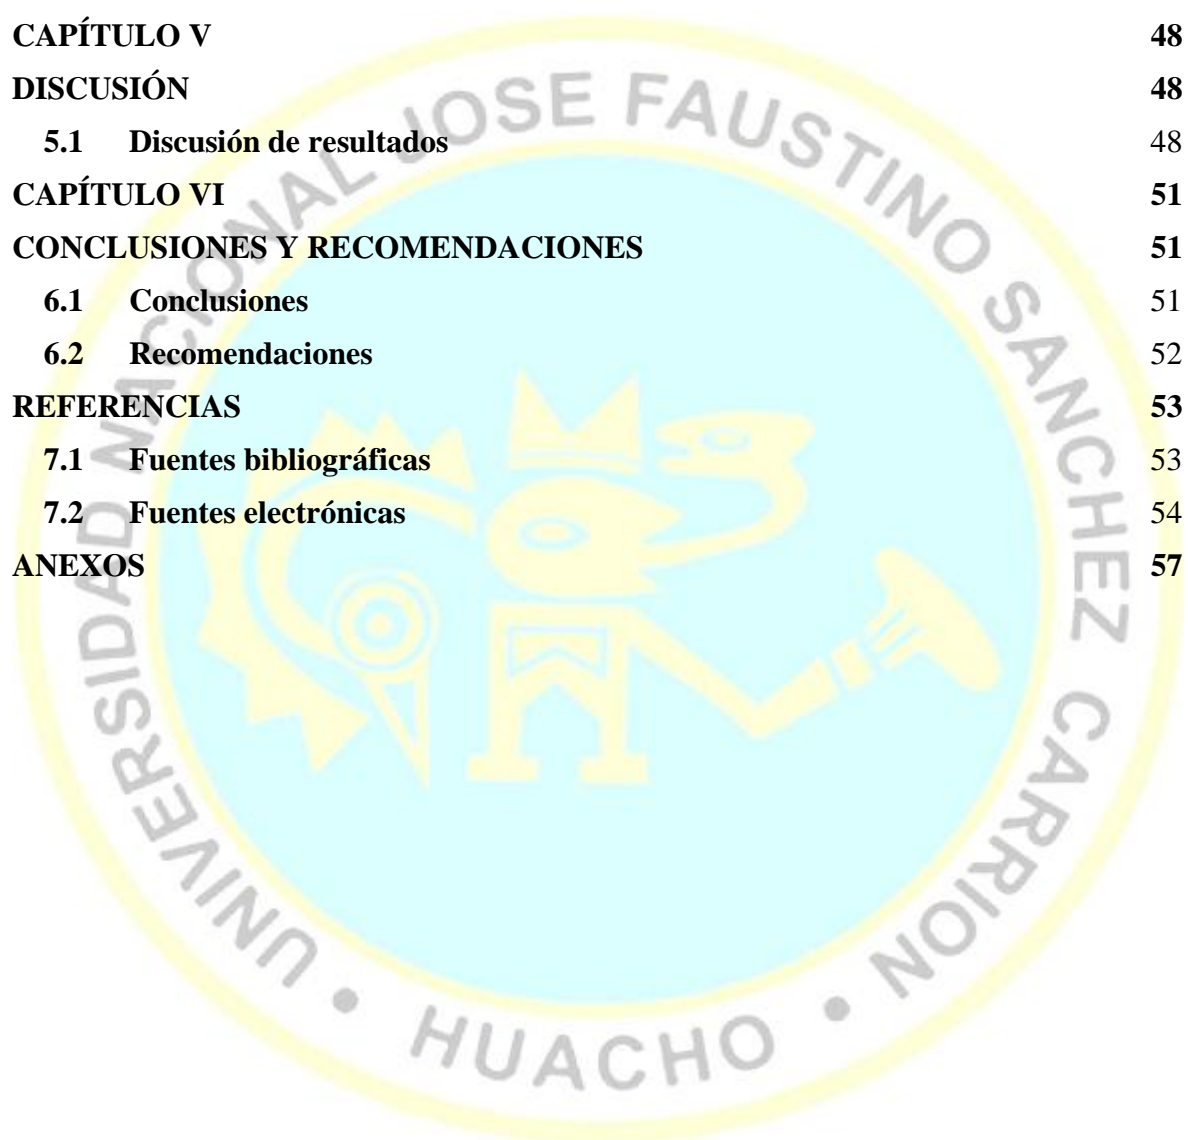 CAPÍTULO V 48
DISCUSIÓN 48
5.1 Discusión de resultados 48
CAPÍTULO VI 51
CONCLUSIONES Y RECOMENDACIONES 51
6.1 Conclusiones 51
6.2 Recomendaciones 52
REFERENCIAS 53
7.1 Fuentes bibliográficas 53
7.2 Fuentes electrónicas 54
ANEXOS 57
UNIVERSIDAD NACIONAL JOSE FAUSTINO SANCHEZ CARRION • HUACHO •